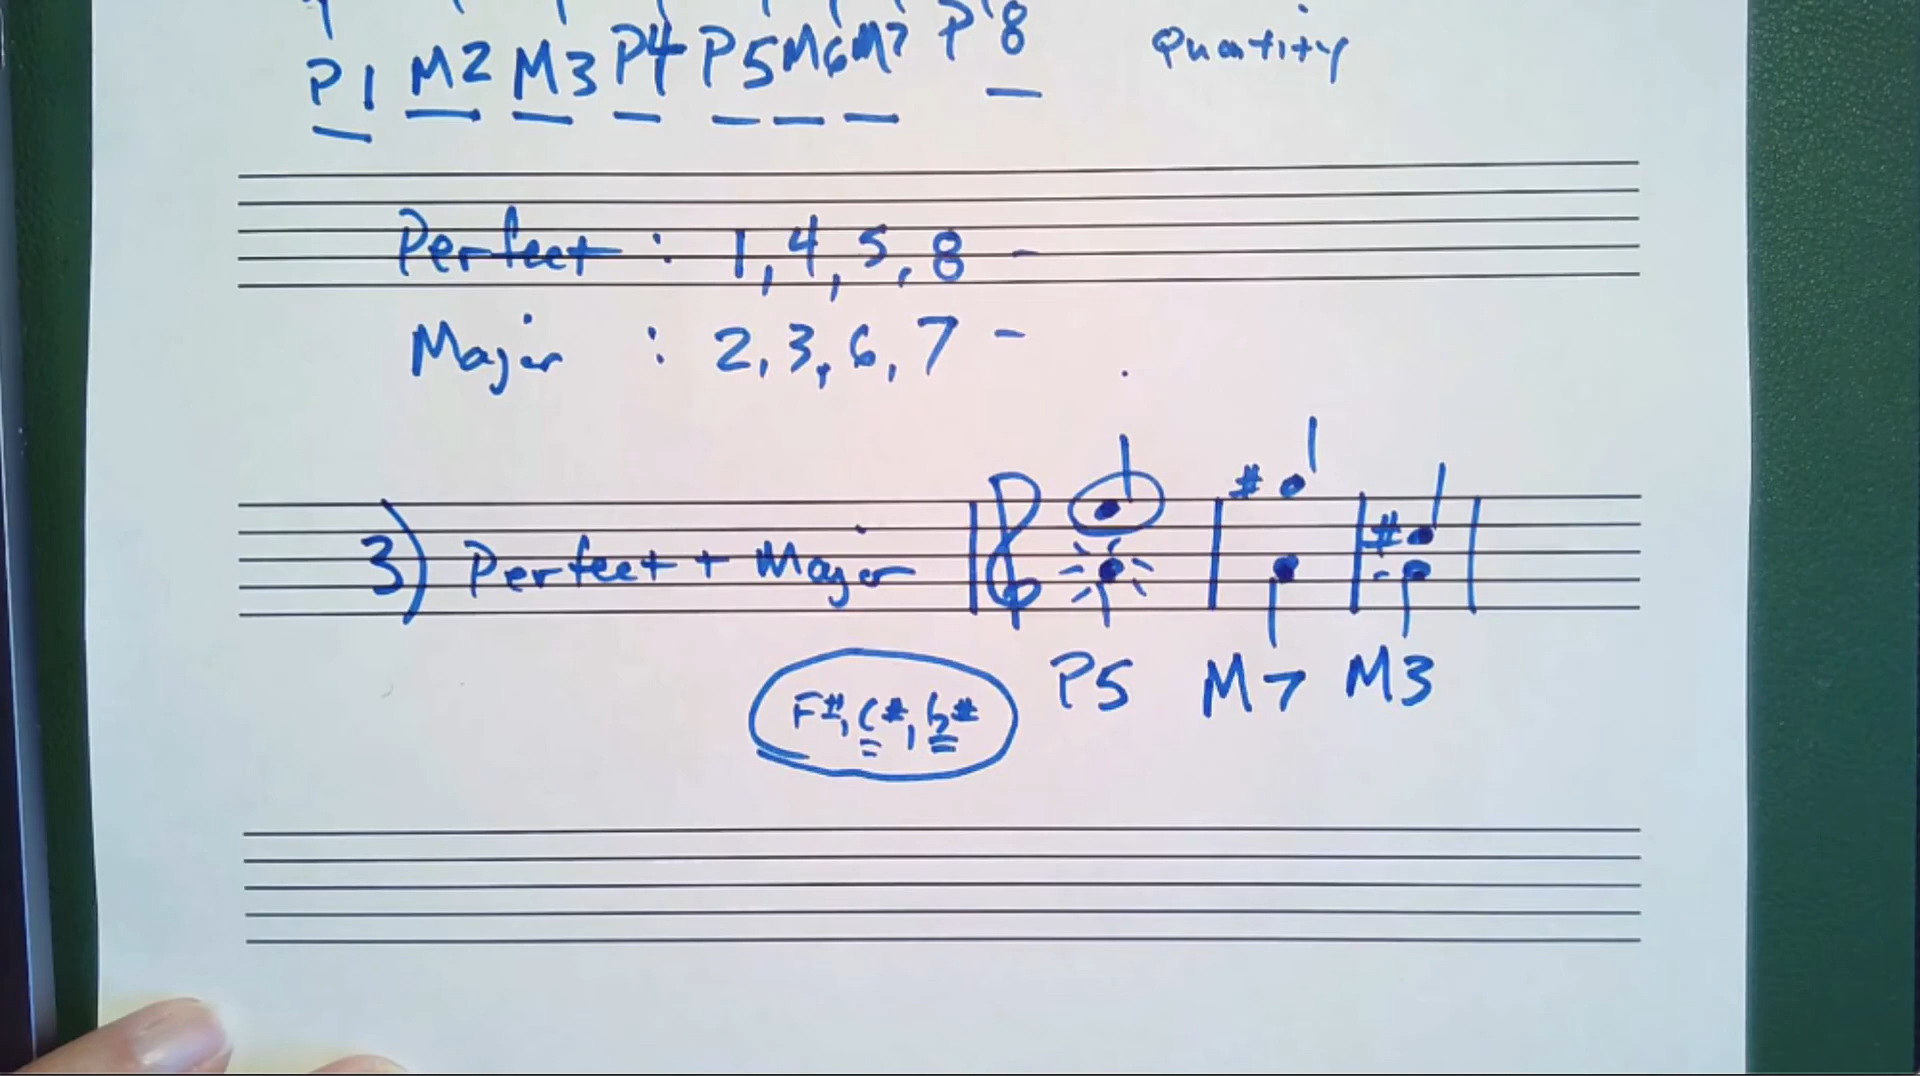 P1 M2 M3 P4 P5 M6 M7 P8 Quantity
Perfect : 1, 4, 5, 8 -
Major : 2, 3, 6, 7 -
3) Perfect + Major # #
P5 M7 M3
F#, C#, G#